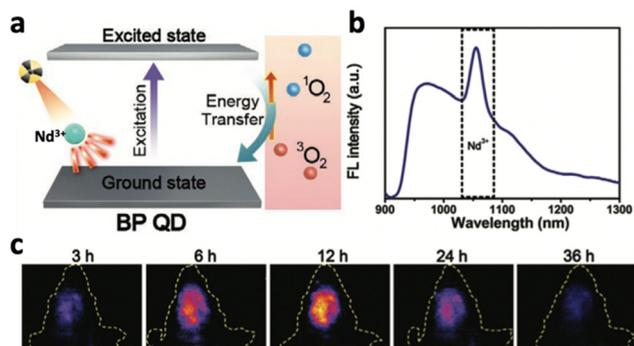 a
Excited state
Nd³⁺
Excitation
Energy
Transfer
¹O₂
³O₂
Ground state
BP QD
b
FL intensity (a.u.)
Nd³⁺
900 1000 1100 1200 1300
Wavelength (nm)
c
3 h 6 h 12 h 24 h 36 h